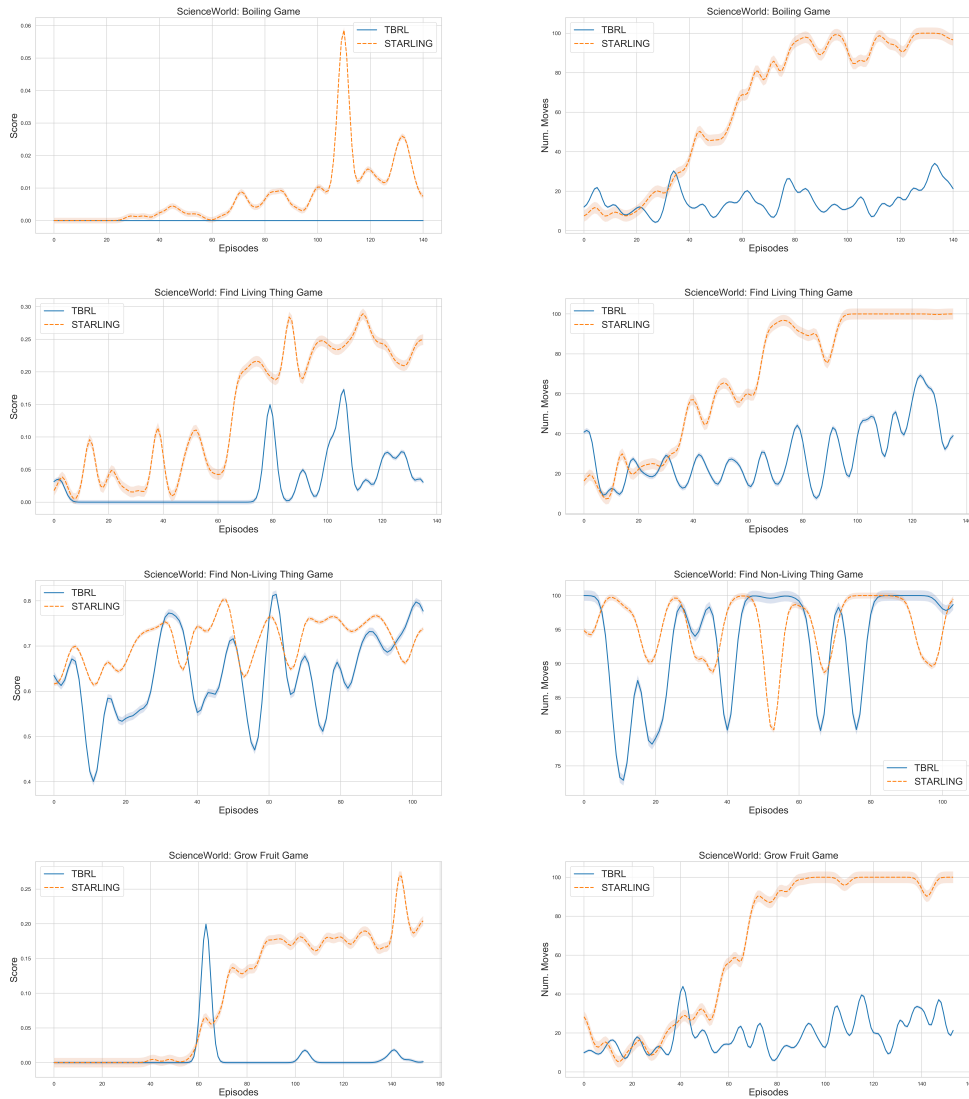 ScienceWorld: Boiling Game
TBRL
STARLING
Score
0.06
0.05
0.04
0.03
0.02
0.01
0.00
0 20 40 60 80 100 120 140
Episodes
ScienceWorld: Boiling Game
TBRL
STARLING
Num. Moves
100
80
60
40
20
0
0 20 40 60 80 100 120 140
Episodes
ScienceWorld: Find Living Thing Game
TBRL
STARLING
Score
0.30
0.25
0.20
0.15
0.10
0.05
0.00
0 20 40 60 80 100 120 140
Episodes
ScienceWorld: Find Living Thing Game
TBRL
STARLING
Num. Moves
100
80
60
40
20
0
0 20 40 60 80 100 120 140
Episodes
ScienceWorld: Find Non-Living Thing Game
TBRL
STARLING
Score
0.8
0.7
0.6
0.5
0.4
0 20 40 60 80 100
Episodes
ScienceWorld: Find Non-Living Thing Game
TBRL
STARLING
Num. Moves
100
95
90
85
80
75
0 20 40 60 80 100
Episodes
ScienceWorld: Grow Fruit Game
TBRL
STARLING
Score
0.25
0.20
0.15
0.10
0.05
0.00
0 20 40 60 80 100 120 140 160
Episodes
ScienceWorld: Grow Fruit Game
TBRL
STARLING
Num. Moves
100
80
60
40
20
0
0 20 40 60 80 100 120 140 160
Episodes